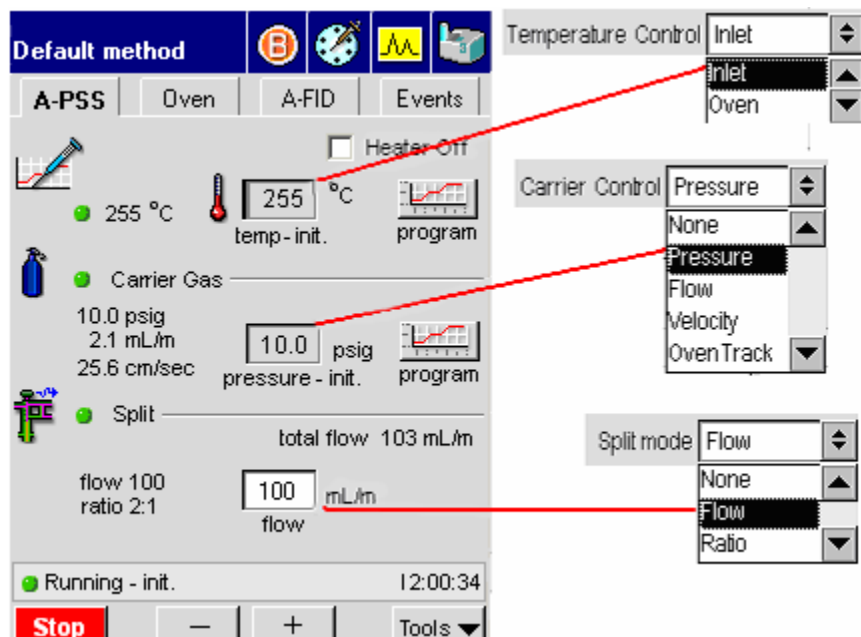 Default method
B
A-PSS Oven A-FID Events
Heater Off
255 °C
255 °C
temp-init.
program
Carrier Gas
10.0 psig
2.1 mL/m
25.6 cm/sec
10.0 psig
pressure - init.
program
Split
total flow 103 mL/m
flow 100
ratio 2:1
100 mL/m
flow
Running - init. 12:00:34
Stop − + Tools
Temperature Control Inlet
Inlet
Oven
Carrier Control Pressure
None
Pressure
Flow
Velocity
OvenTrack
Split mode Flow
None
Flow
Ratio